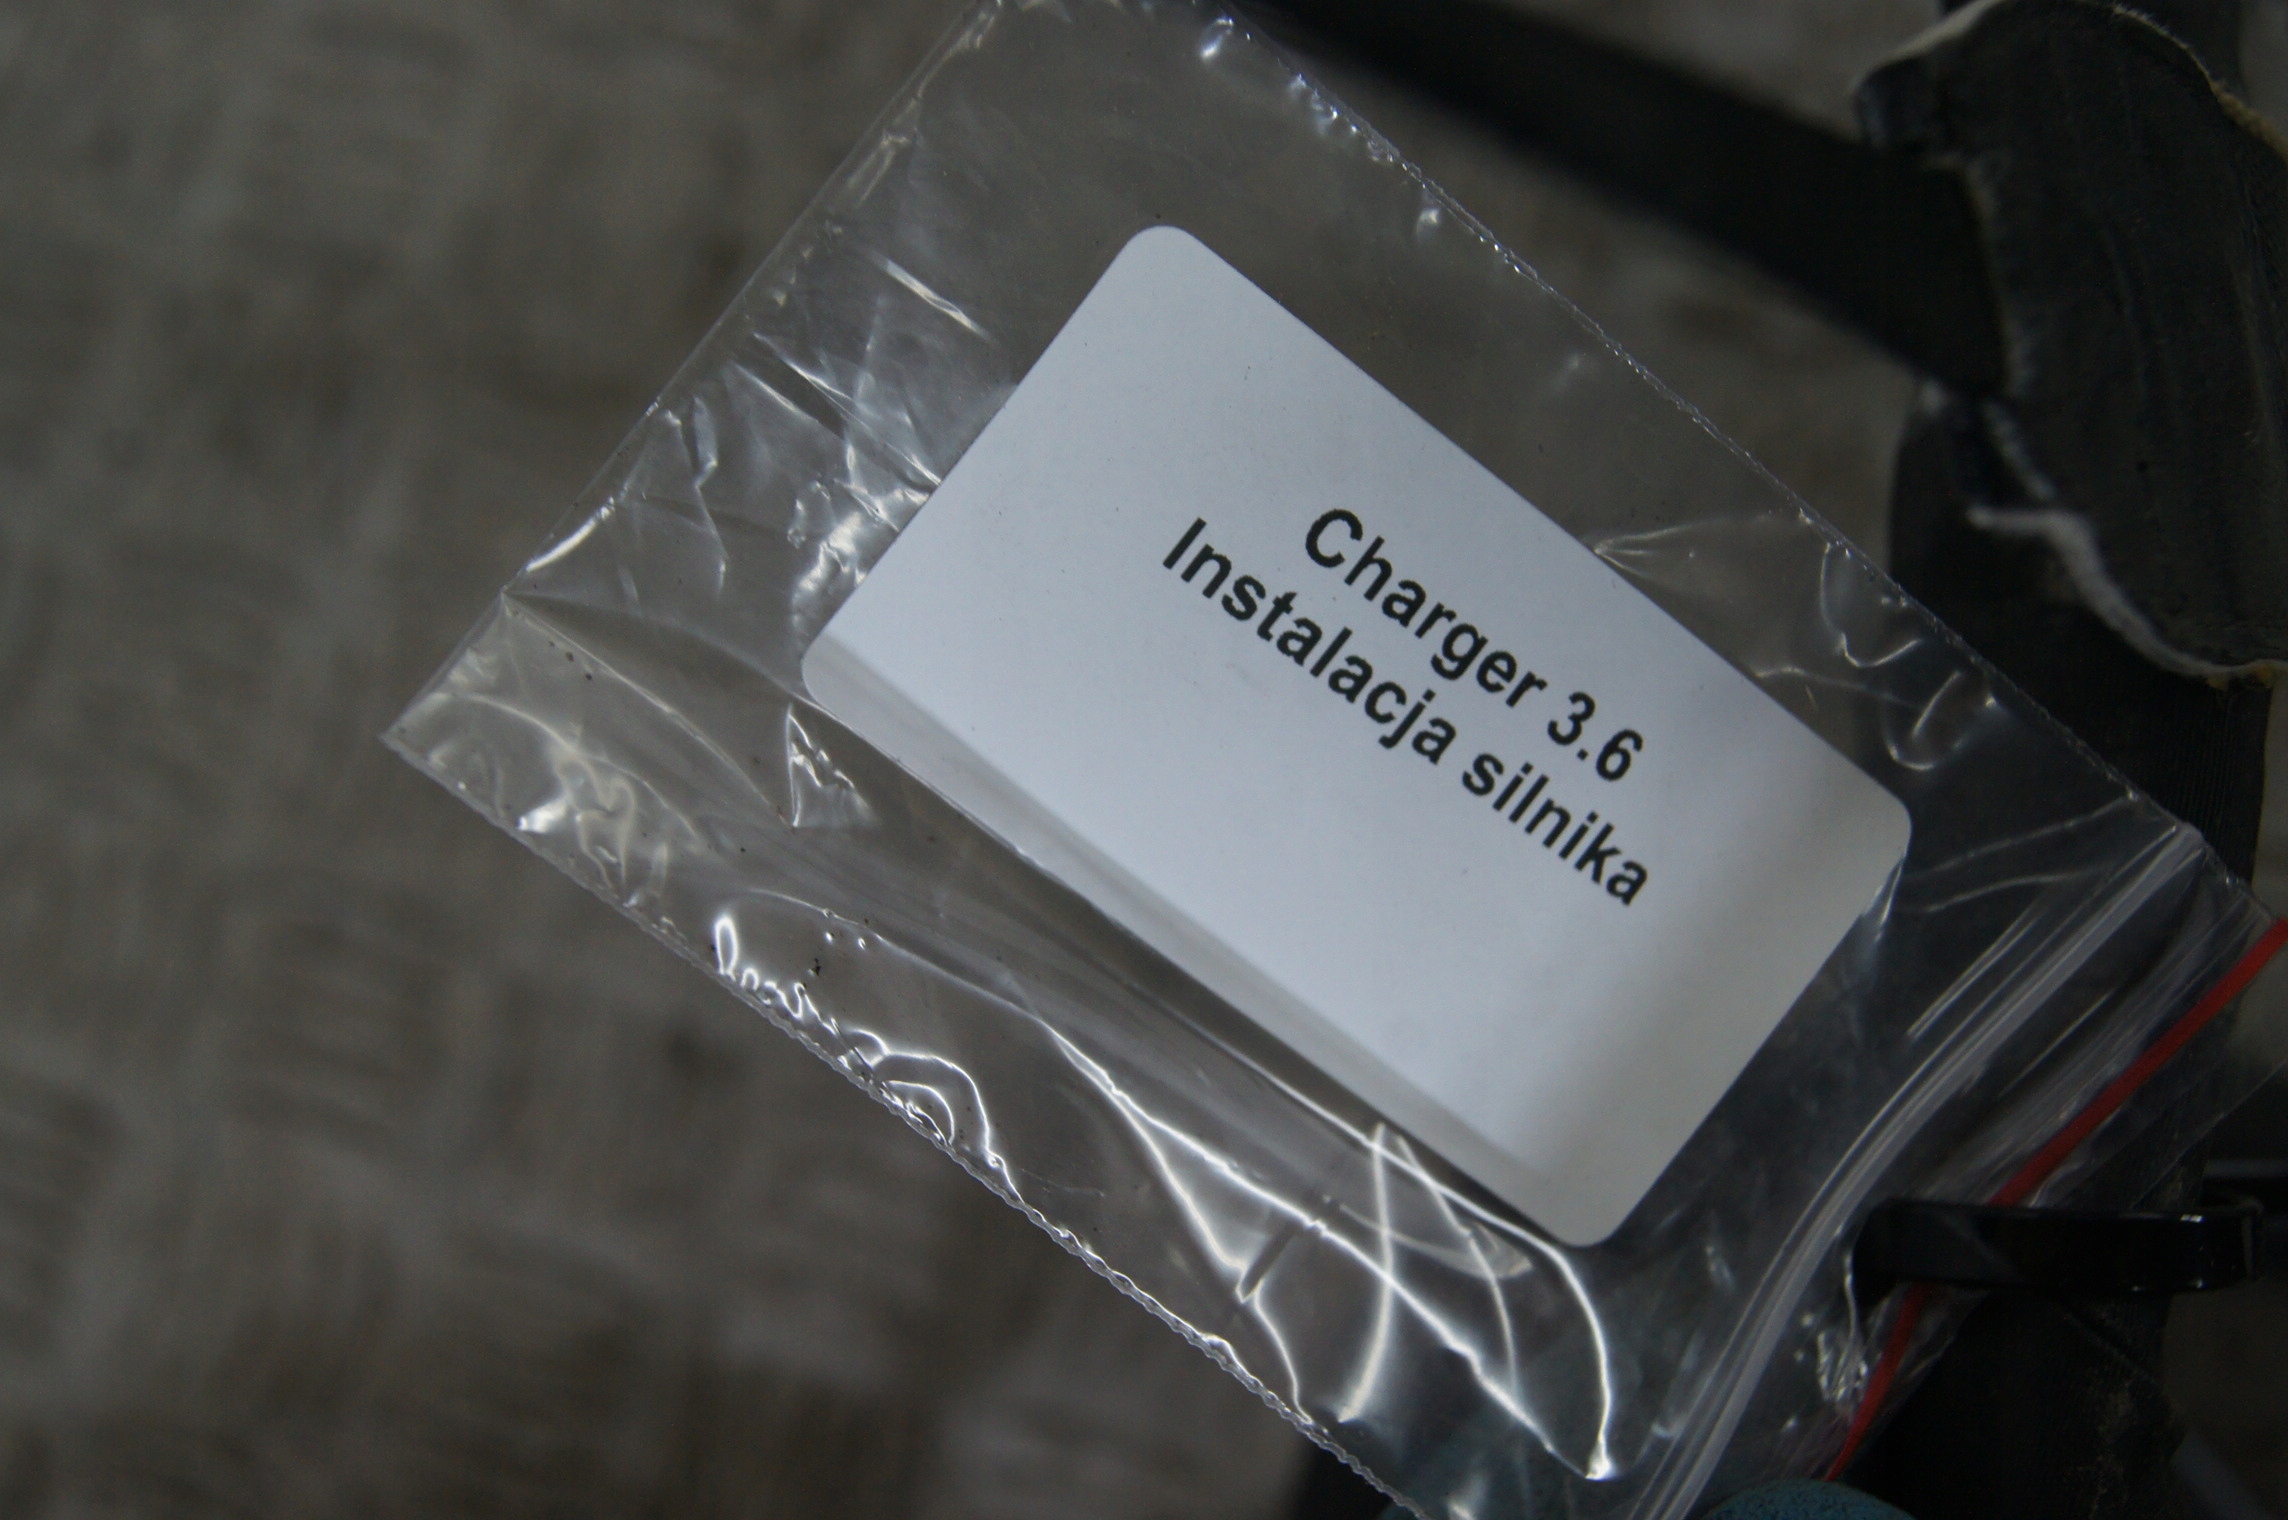 Charger 3.6
Instalacja silnika